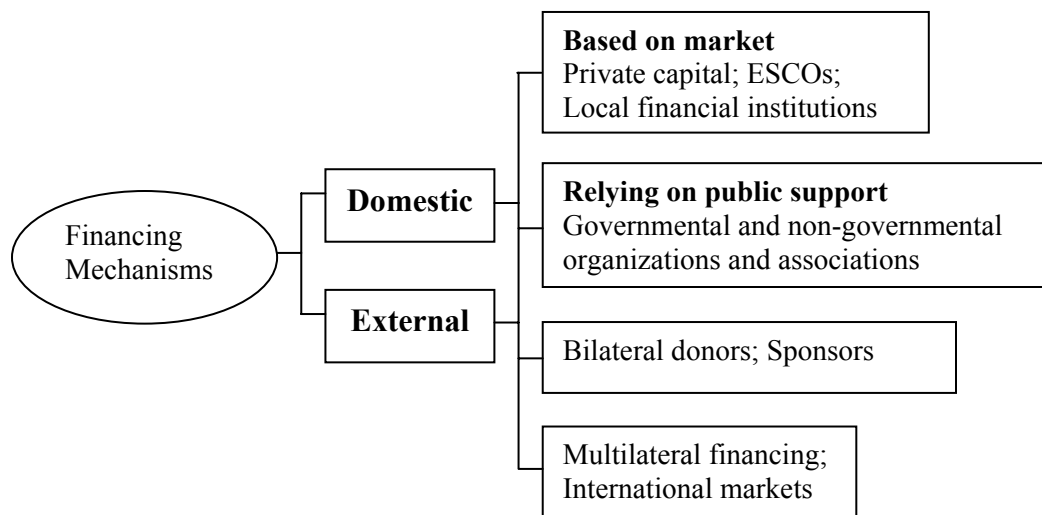 Financing
Mechanisms
Domestic
External
Based on market
Private capital; ESCOs;
Local financial institutions
Relying on public support
Governmental and non-governmental
organizations and associations
Bilateral donors; Sponsors
Multilateral financing;
International markets